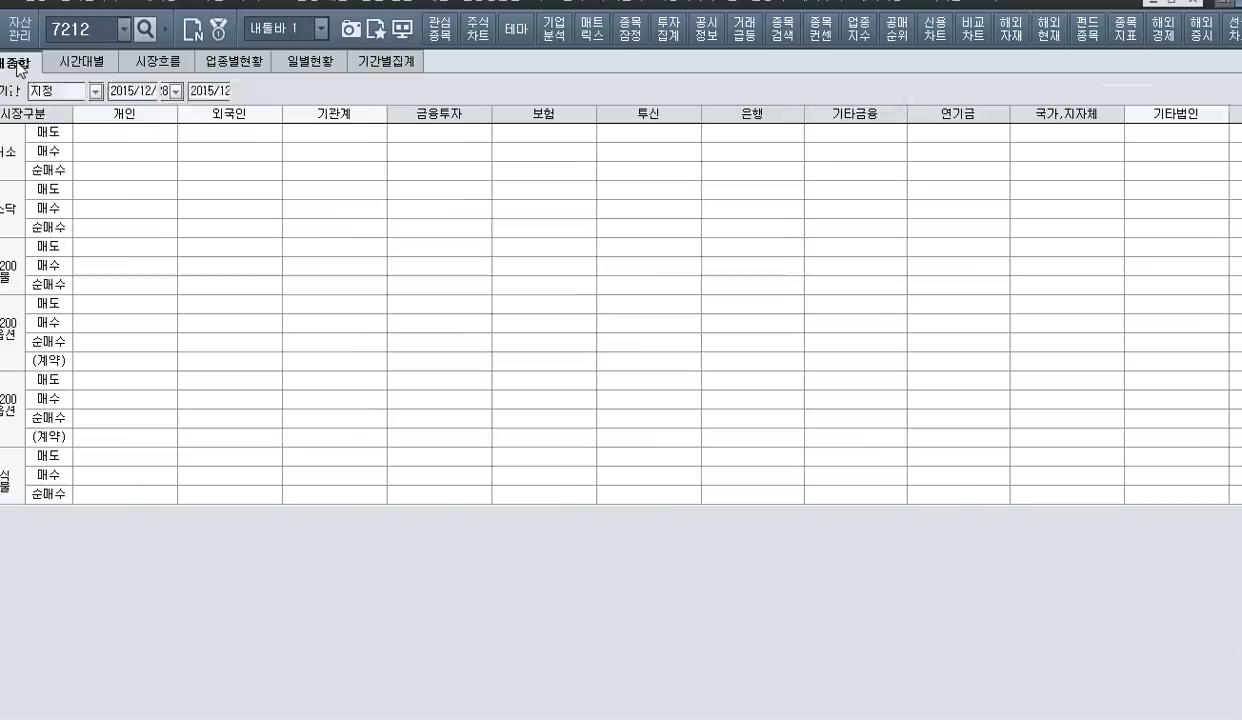 자산 관리 7212 내툴바 1 관심 종목 주식 차트 테마 기업 분석 매트 릭스 종목 잠정 투자 집계 공시 정보 거래 급등 종목 검색 종목 컨센 업종 지수 공매 순위 신용 차트 비교 차트 해외 자재 해외 현재 펀드 종목 종목 지표 해외 경제 해외 증시
시간대별 시장흐름 업종별현황 일별현황 기간별집계
지정 2015/12/ 2015/12
시장구분 개인 외국인 기관계 금융투자 보험 투신 은행 기타금융 연기금 국가,지자체 기타법인
매도
매수
순매수
매도
매수
순매수
매도
200 매수
순매수
매도
200 매수
순매수
(계약)
매도
200 매수
순매수
(계약)
매도
매수
순매수